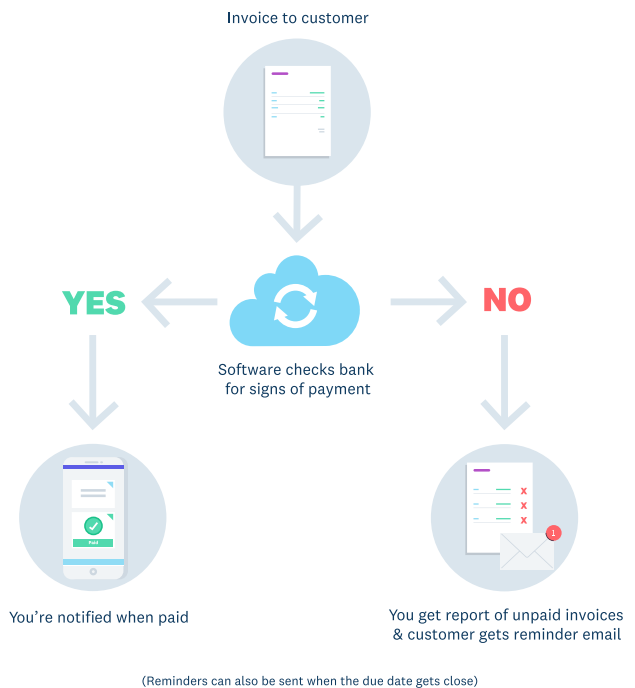 Invoice to customer
YES
NO
Software checks bank
for signs of payment
Paid
x
x
x
1
You're notified when paid
You get report of unpaid invoices
& customer gets reminder email
(Reminders can also be sent when the due date gets close)